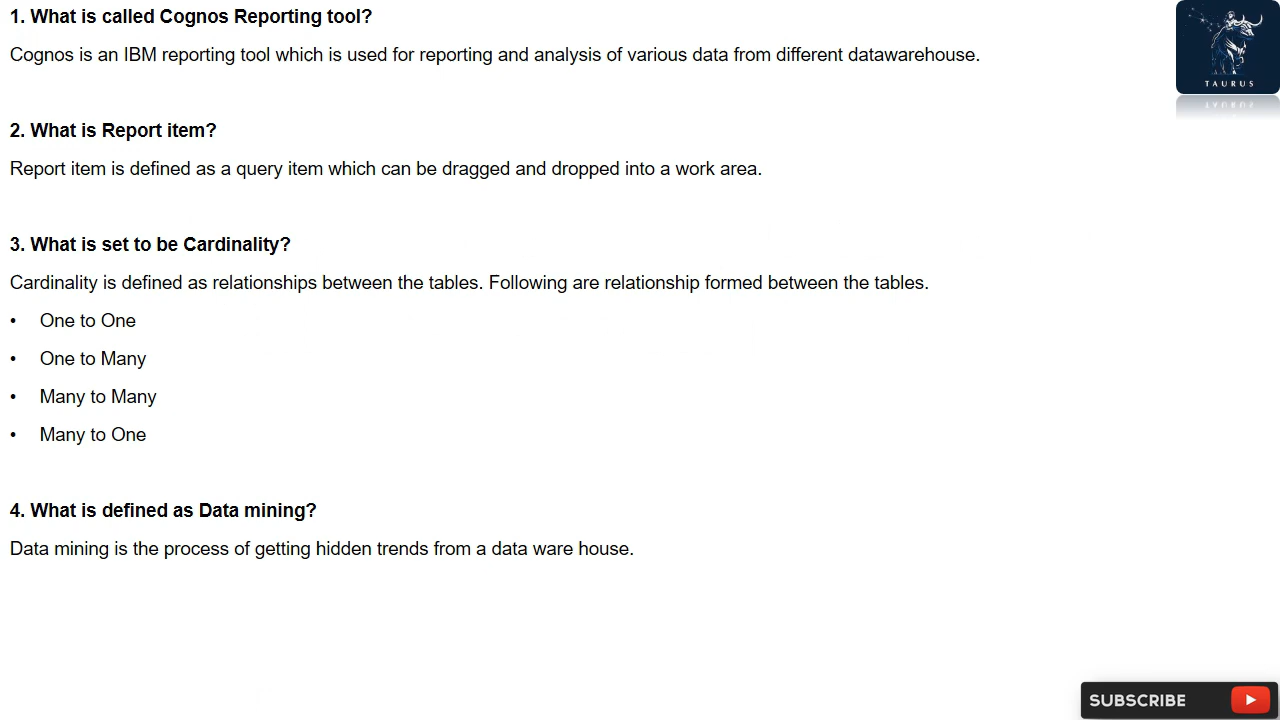 1. What is called Cognos Reporting tool?
Cognos is an IBM reporting tool which is used for reporting and analysis of various data from different datawarehouse.
TAURUS
2. What is Report item?
Report item is defined as a query item which can be dragged and dropped into a work area.
3. What is set to be Cardinality?
Cardinality is defined as relationships between the tables. Following are relationship formed between the tables.
• One to One
• One to Many
• Many to Many
• Many to One
4. What is defined as Data mining?
Data mining is the process of getting hidden trends from a data ware house.
SUBSCRIBE